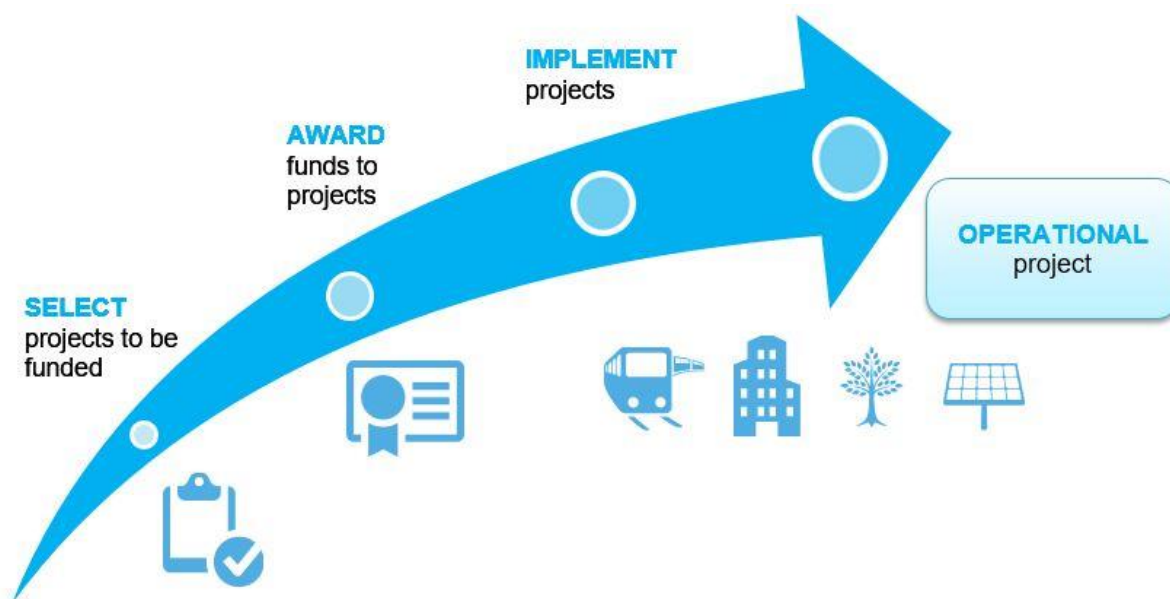 SELECT
projects to be
funded
AWARD
funds to
projects
IMPLEMENT
projects
OPERATIONAL
project